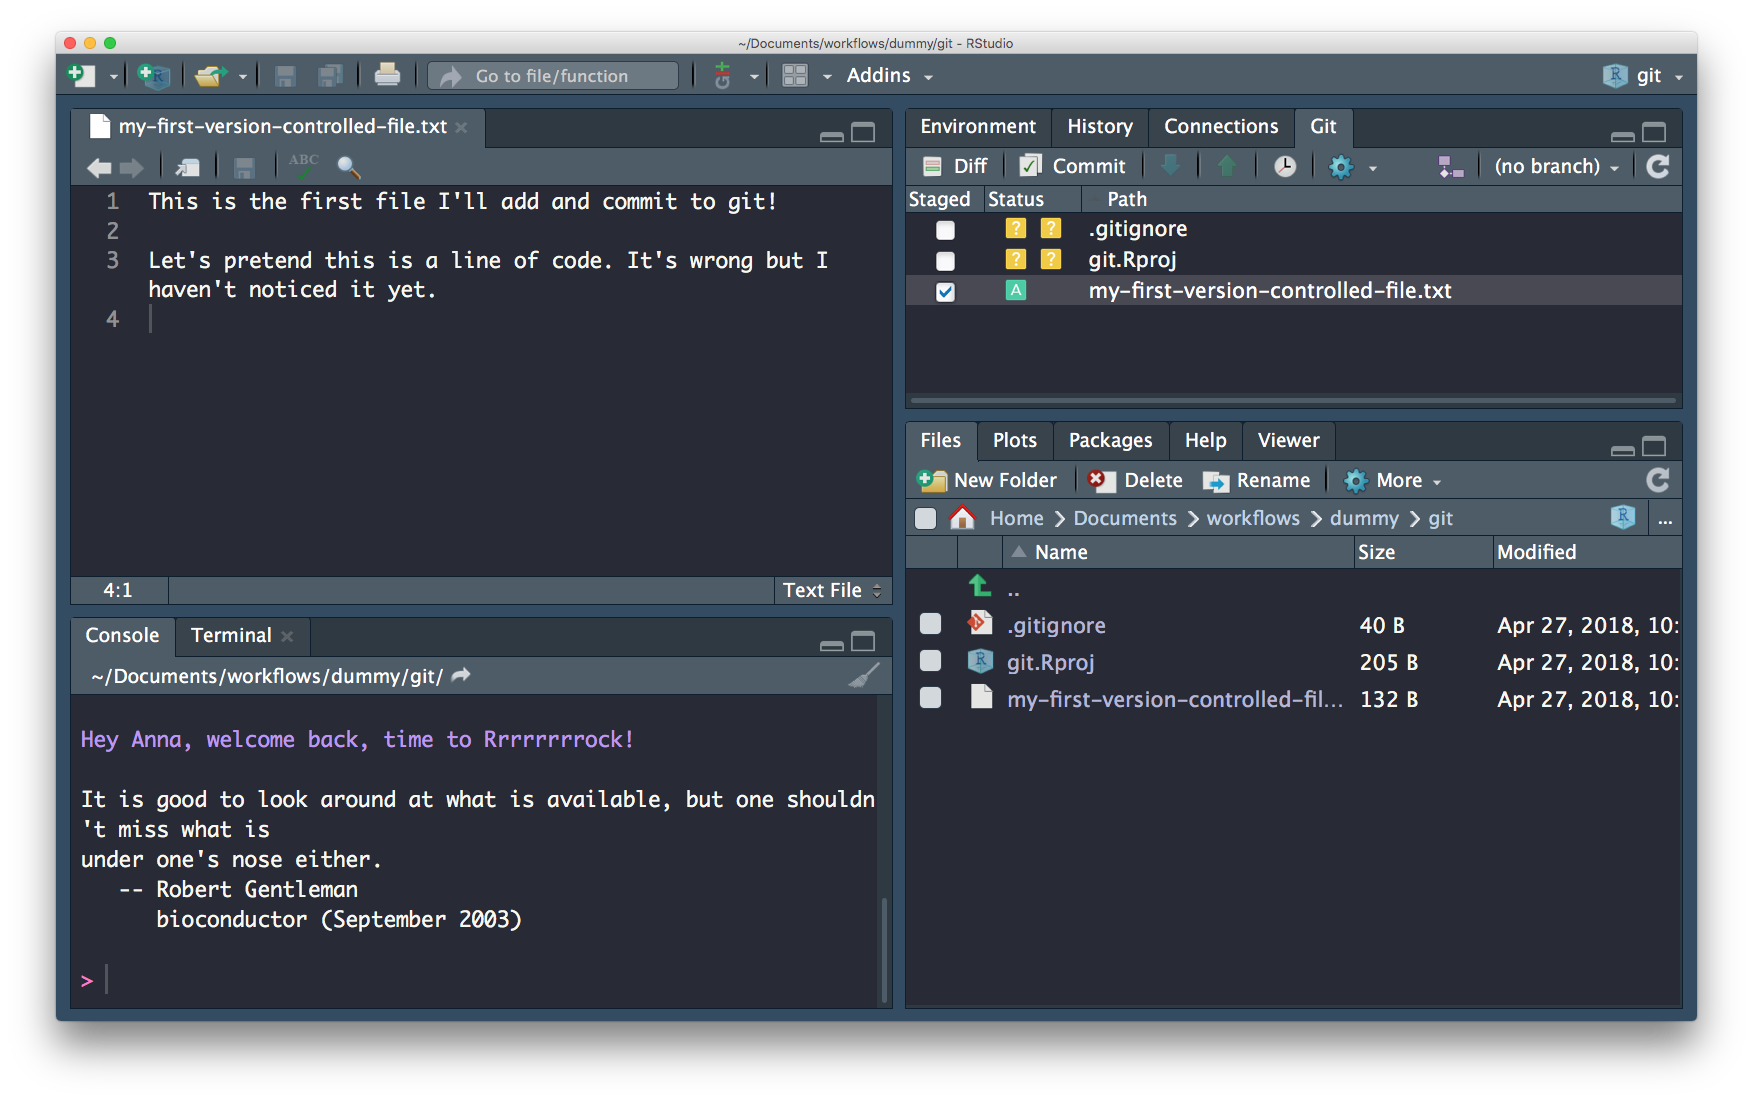 ~/Documents/workflows/dummy/git - RStudio
Go to file/function
git
Addins
git
my-first-version-controlled-file.txt
ABC
1 This is the first file I'll add and commit to git!
2
3 Let's pretend this is a line of code. It's wrong but I
haven't noticed it yet.
4
4:1
Text File
Console
Terminal
~/Documents/workflows/dummy/git/
Hey Anna, welcome back, time to Rrrrrrrrock!
It is good to look around at what is available, but one shouldn
't miss what is
under one's nose either.
-- Robert Gentleman
bioconductor (September 2003)
>
Environment
History
Connections
Git
Diff
Commit
(no branch)
Staged
Status
Path
? ? .gitignore
? ? git.Rproj
A my-first-version-controlled-file.txt
Files
Plots
Packages
Help
Viewer
New Folder
Delete
Rename
More
Home
Documents
workflows
dummy
git
R
...
Name
Size
Modified
..
.gitignore 40 B Apr 27, 2018, 10:
git.Rproj 205 B Apr 27, 2018, 10:
my-first-version-controlled-fil... 132 B Apr 27, 2018, 10: